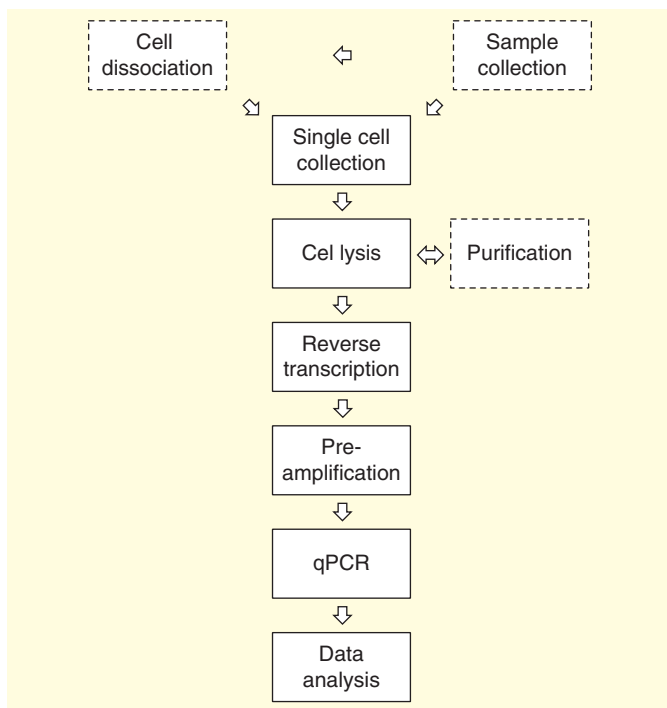 Cell
dissociation
Sample
collection
Single cell
collection
Cel lysis
Purification
Reverse
transcription
Pre-
amplification
qPCR
Data
analysis